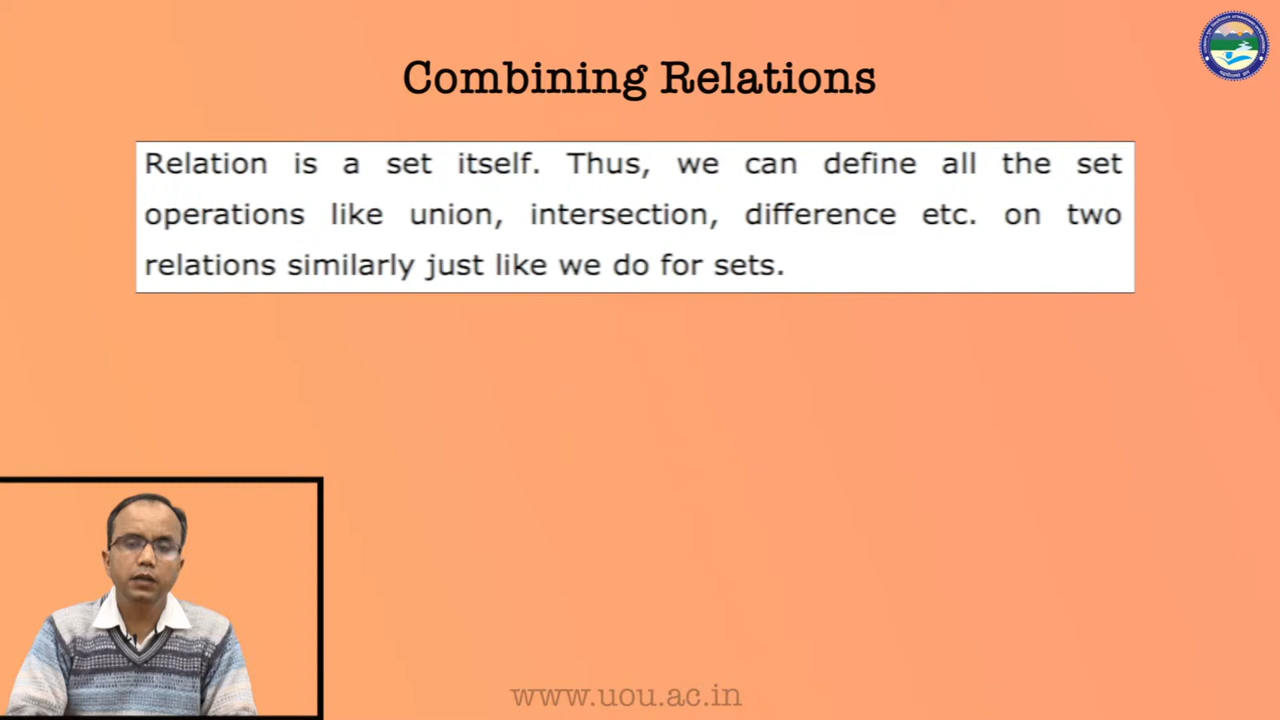 Combining Relations
Relation is a set itself. Thus, we can define all the set
operations like union, intersection, difference etc. on two
relations similarly just like we do for sets.
www.uou.ac.in